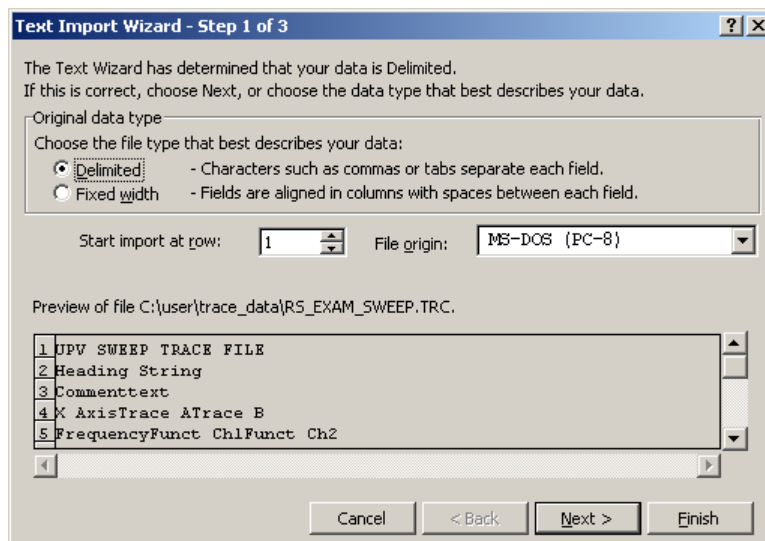 Text Import Wizard - Step 1 of 3
The Text Wizard has determined that your data is Delimited.
If this is correct, choose Next, or choose the data type that best describes your data.
Original data type
Choose the file type that best describes your data:
Delimited - Characters such as commas or tabs separate each field.
Fixed width - Fields are aligned in columns with spaces between each field.
Start import at row: 1 File origin: MS-DOS (PC-8)
Preview of file C:\user\trace_data\RS_EXAM_SWEEP.TRC.
1 UPV SWEEP TRACE FILE
2 Heading String
3 Commenttext
4 X AxisTrace ATrace B
5 FrequencyFunct Ch1Funct Ch2
Cancel < Back Next > Finish